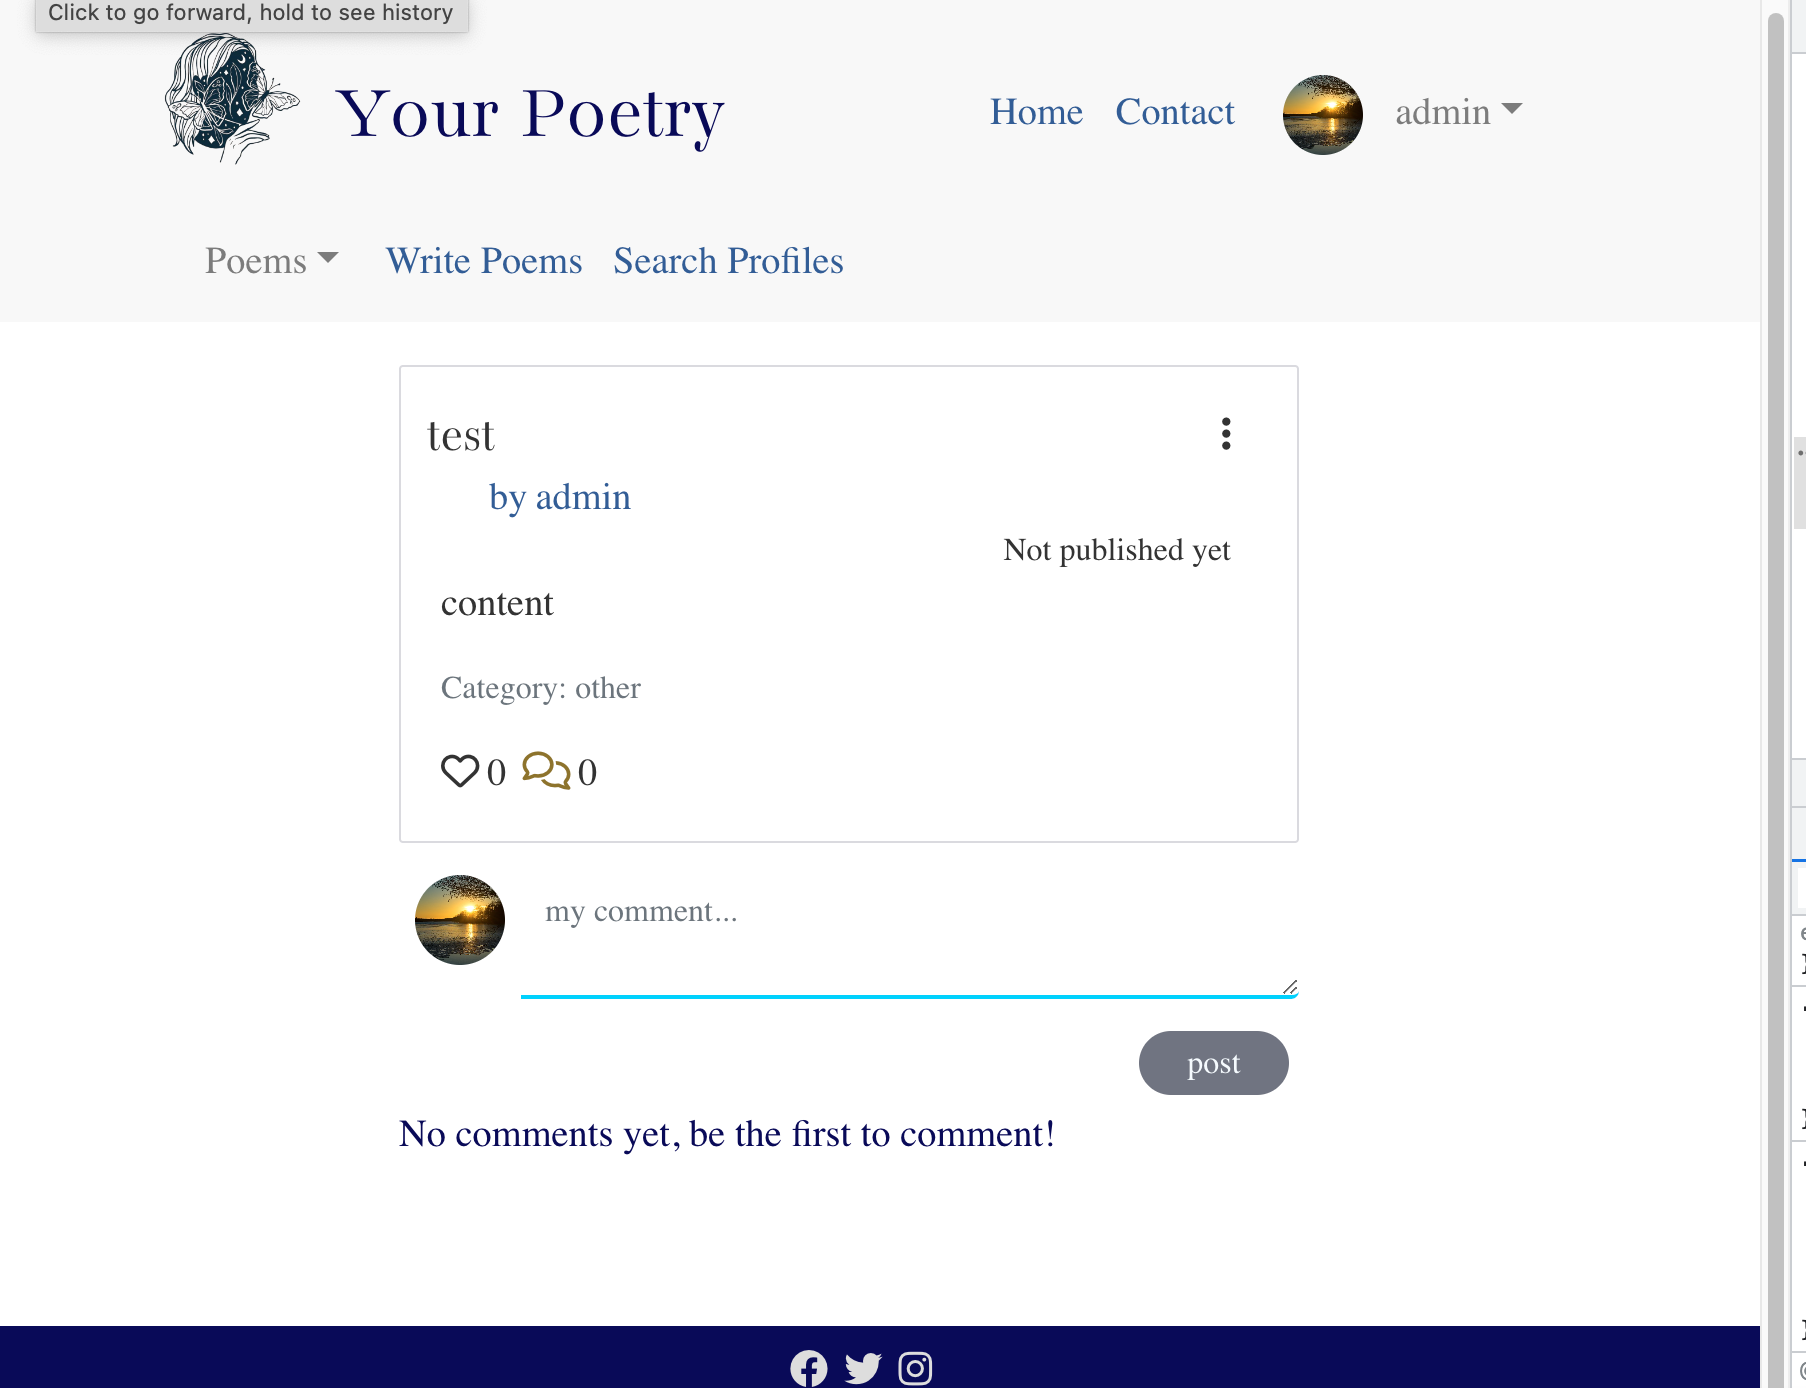 Click to go forward, hold to see history
Your Poetry
Home Contact admin
Poems Write Poems Search Profiles
test
by admin
Not published yet
content
Category: other
0 0
my comment...
post
No comments yet, be the first to comment!